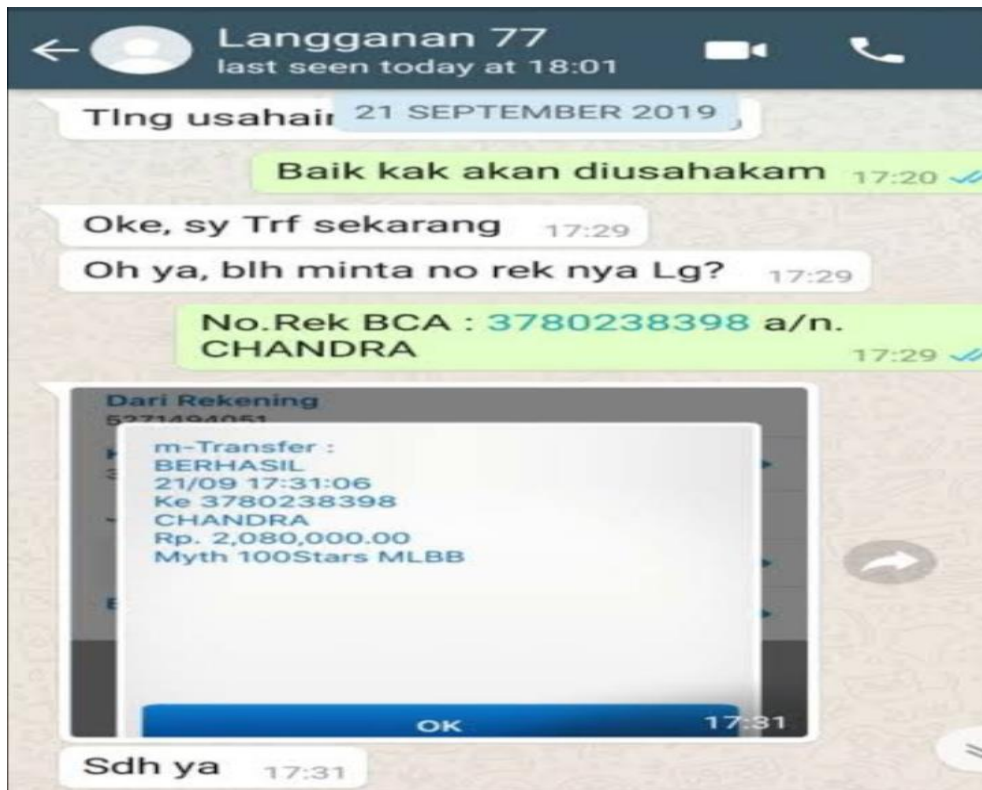 Langganan 77
last seen today at 18:01
21 SEPTEMBER 2019
Tlng
Baik kak akan diusahakam 17:20
Oke, sy Trf sekarang 17:29
Oh ya, blh minta no rek nya Lg? 17:29
No.Rek BCA : 3780238398 a/n.
CHANDRA 17:29
Dari Rekening
5271494051
m-Transfer :
BERHASIL
21/09 17:31:06
Ke 3780238398
CHANDRA
Rp. 2,080,000.00
Myth 100Stars MLBB
OK 17:31
Sdh ya 17:31